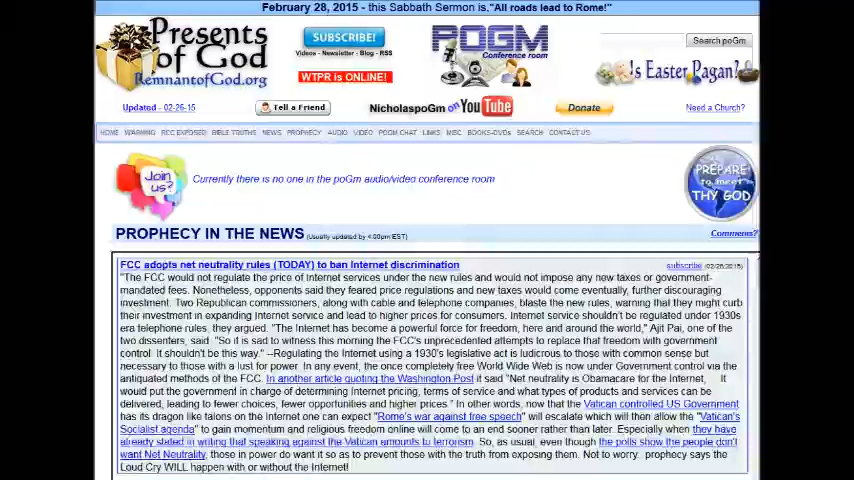 February 28, 2015 - this Sabbath Sermon is,"All roads lead to Rome!"
Presents of God
RemnantofGod.org
SUBSCRIBE!
Videos - Newsletter - Blog - RSS
WTPR is ONLINE!
POGM
Conference room
Search poGm
Is Easter Pagan?
Updated - 02-26-15
Tell a Friend
NicholaspoGm on YouTube
Donate
Need a Church?
HOME WARNING RCC EXPOSED BIBLE TRUTHS NEWS PROPHECY AUDIO VIDEO POGM CHAT LINKS MISC BOOKS-DVDs SEARCH CONTACT US
Join us?
Currently there is no one in the poGm audio/video conference room
PREPARE to meet THY GOD
PROPHECY IN THE NEWS (Usually updated by 4:00pm EST)
Comments?
FCC adopts net neutrality rules (TODAY) to ban Internet discrimination
subscribe (02/26/2015)
"The FCC would not regulate the price of Internet services under the new rules and would not impose any new taxes or government-
mandated fees. Nonetheless, opponents said they feared price regulations and new taxes would come eventually, further discouraging
investment. Two Republican commissioners, along with cable and telephone companies, blaste the new rules, warning that they might curb
their investment in expanding Internet service and lead to higher prices for consumers. Internet service shouldn't be regulated under 1930s
era telephone rules, they argued. "The Internet has become a powerful force for freedom, here and around the world," Ajit Pai, one of the
two dissenters, said. "So it is sad to witness this morning the FCC's unprecedented attempts to replace that freedom with government
control. It shouldn't be this way." --Regulating the Internet using a 1930's legislative act is ludicrous to those with common sense but
necessary to those with a lust for power. In any event, the once completely free World Wide Web is now under Government control via the
antiquated methods of the FCC. In another article quoting the Washington Post it said "Net neutrality is Obamacare for the Internet, It
would put the government in charge of determining Internet pricing, terms of service and what types of products and services can be
delivered, leading to fewer choices, fewer opportunities and higher prices." In other words, now that the Vatican controlled US Government
has its dragon like talons on the Internet one can expect "Rome's war against free speech" will escalate which will then allow the "Vatican's
Socialist agenda" to gain momentum and religious freedom online will to come to an end sooner rather than later. Especially when they have
already stated in writing that speaking against the Vatican amounts to terrorism. So, as usual, even though the polls show the people don't
want Net Neutrality, those in power do want it so as to prevent those with the truth from exposing them. Not to worry.. prophecy says the
Loud Cry WILL happen with or without the Internet!